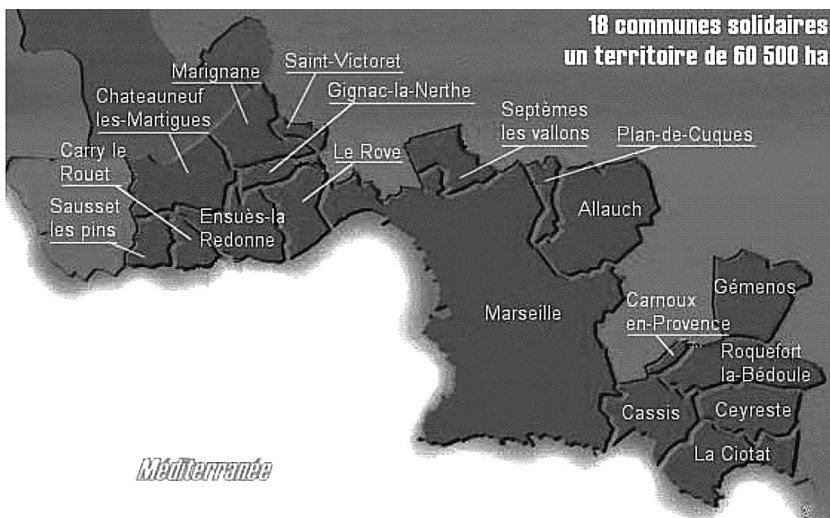 18 communes solidaires
un territoire de 60 500 ha
Marignane
Saint-Victoret
Chateauneuf
les-Martigues
Gignac-la-Nerthe
Septèmes
les vallons
Plan-de-Cuques
Carry le
Rouet
Le Rove
Sausset
les pins
Ensuès-la
Redonne
Allauch
Gémenos
Marseille
Carnoux
en-Provence
Roquefort
la-Bédoule
Cassis
Ceyreste
La Ciotat
Méditerranée